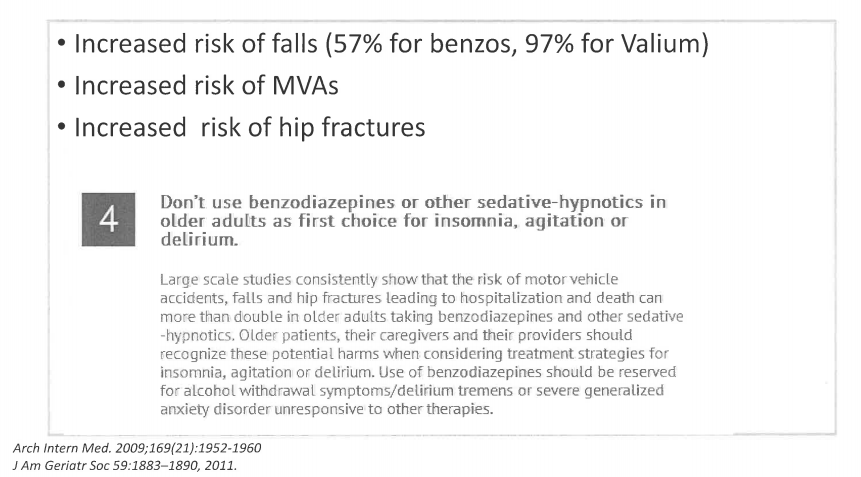 • Increased risk of falls (57% for benzos, 97% for Valium)
• Increased risk of MVAs
• Increased risk of hip fractures
4
Don't use benzodiazepines or other sedative-hypnotics in
older adults as first choice for insomnia, agitation or
delirium.
Large scale studies consistently show that the risk of motor vehicle
accidents, falls and hip fractures leading to hospitalization and death can
more than double in older adults taking benzodiazepines and other sedative
-hypnotics. Older patients, their caregivers and their providers should
recognize these potential harms when considering treatment strategies for
insomnia, agitation or delirium. Use of benzodiazepines should be reserved
for alcohol withdrawal symptoms/delirium tremens or severe generalized
anxiety disorder unresponsive to other therapies.
Arch Intern Med. 2009;169(21):1952-1960
J Am Geriatr Soc 59:1883–1890, 2011.